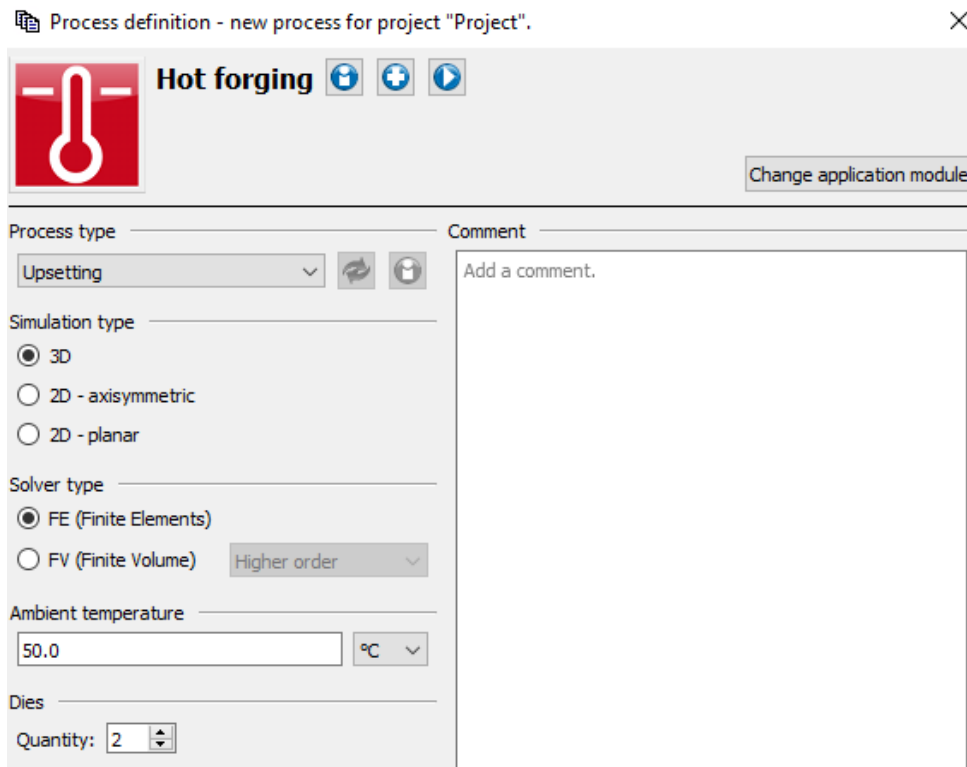 Process definition - new process for project "Project".
Hot forging
Change application module
Process type
Comment
Upsetting
Add a comment.
Simulation type
3D
2D - axisymmetric
2D - planar
Solver type
FE (Finite Elements)
FV (Finite Volume)
Higher order
Ambient temperature
50.0
°C
Dies
Quantity:
2